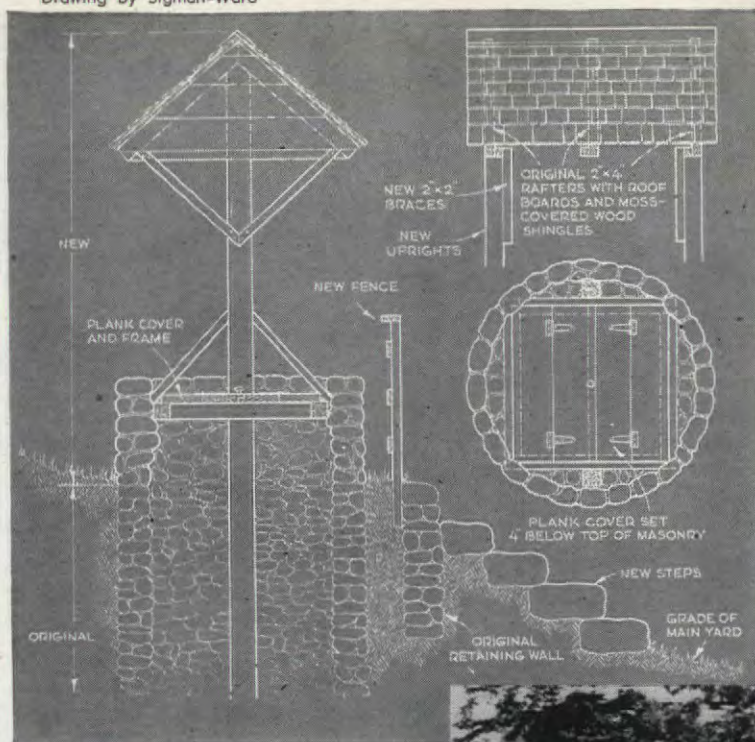 Drawing by Sigman-Ward
NEW
PLANK COVER
AND FRAME
ORIGINAL
NEW 2"x2"
BRACES
NEW
UPRIGHTS
ORIGINAL 2"x4"
RAFTERS WITH ROOF
BOARDS AND MOSS-
COVERED WOOD
SHINGLES
NEW FENCE
PLANK COVER SET
4" BELOW TOP OF MASONRY
NEW STEPS
ORIGINAL
RETAINING WALL
GRADE OF
MAIN YARD